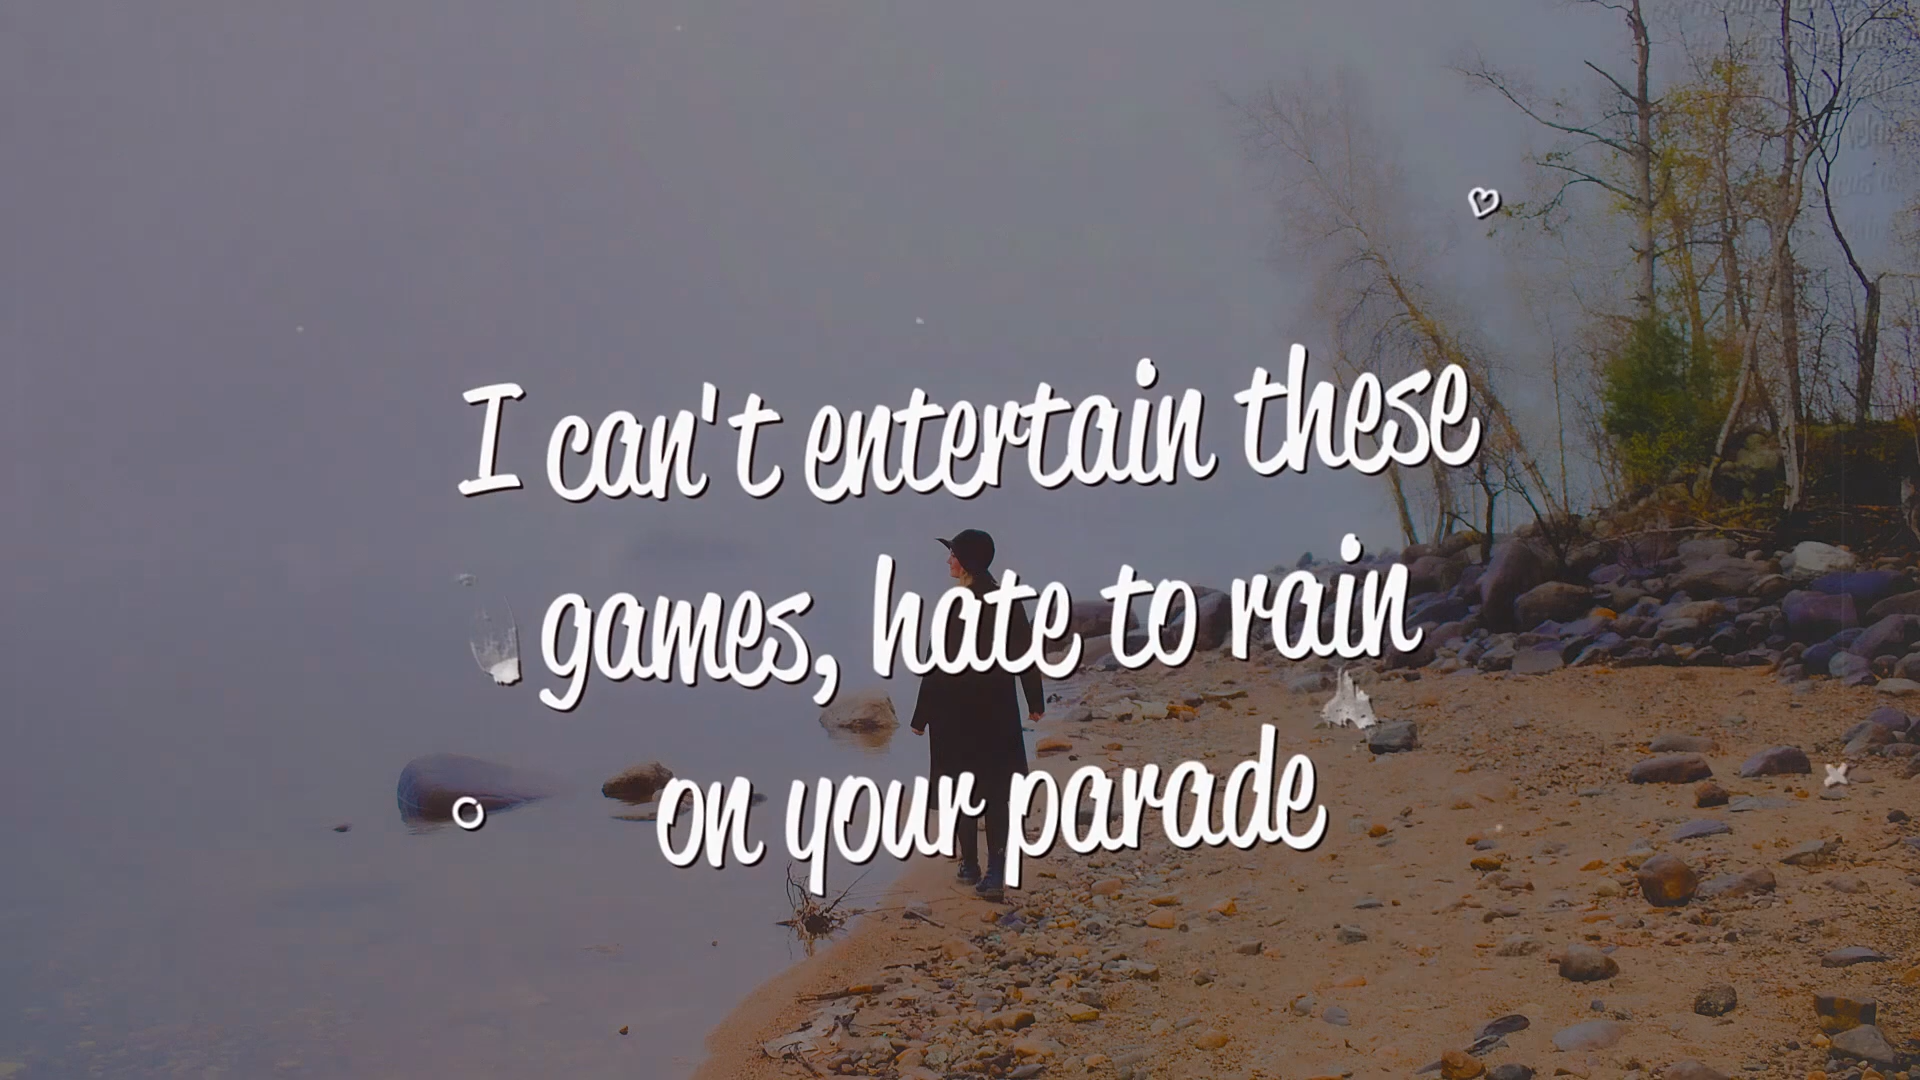 I can't entertain these
games, hate to rain
on your parade